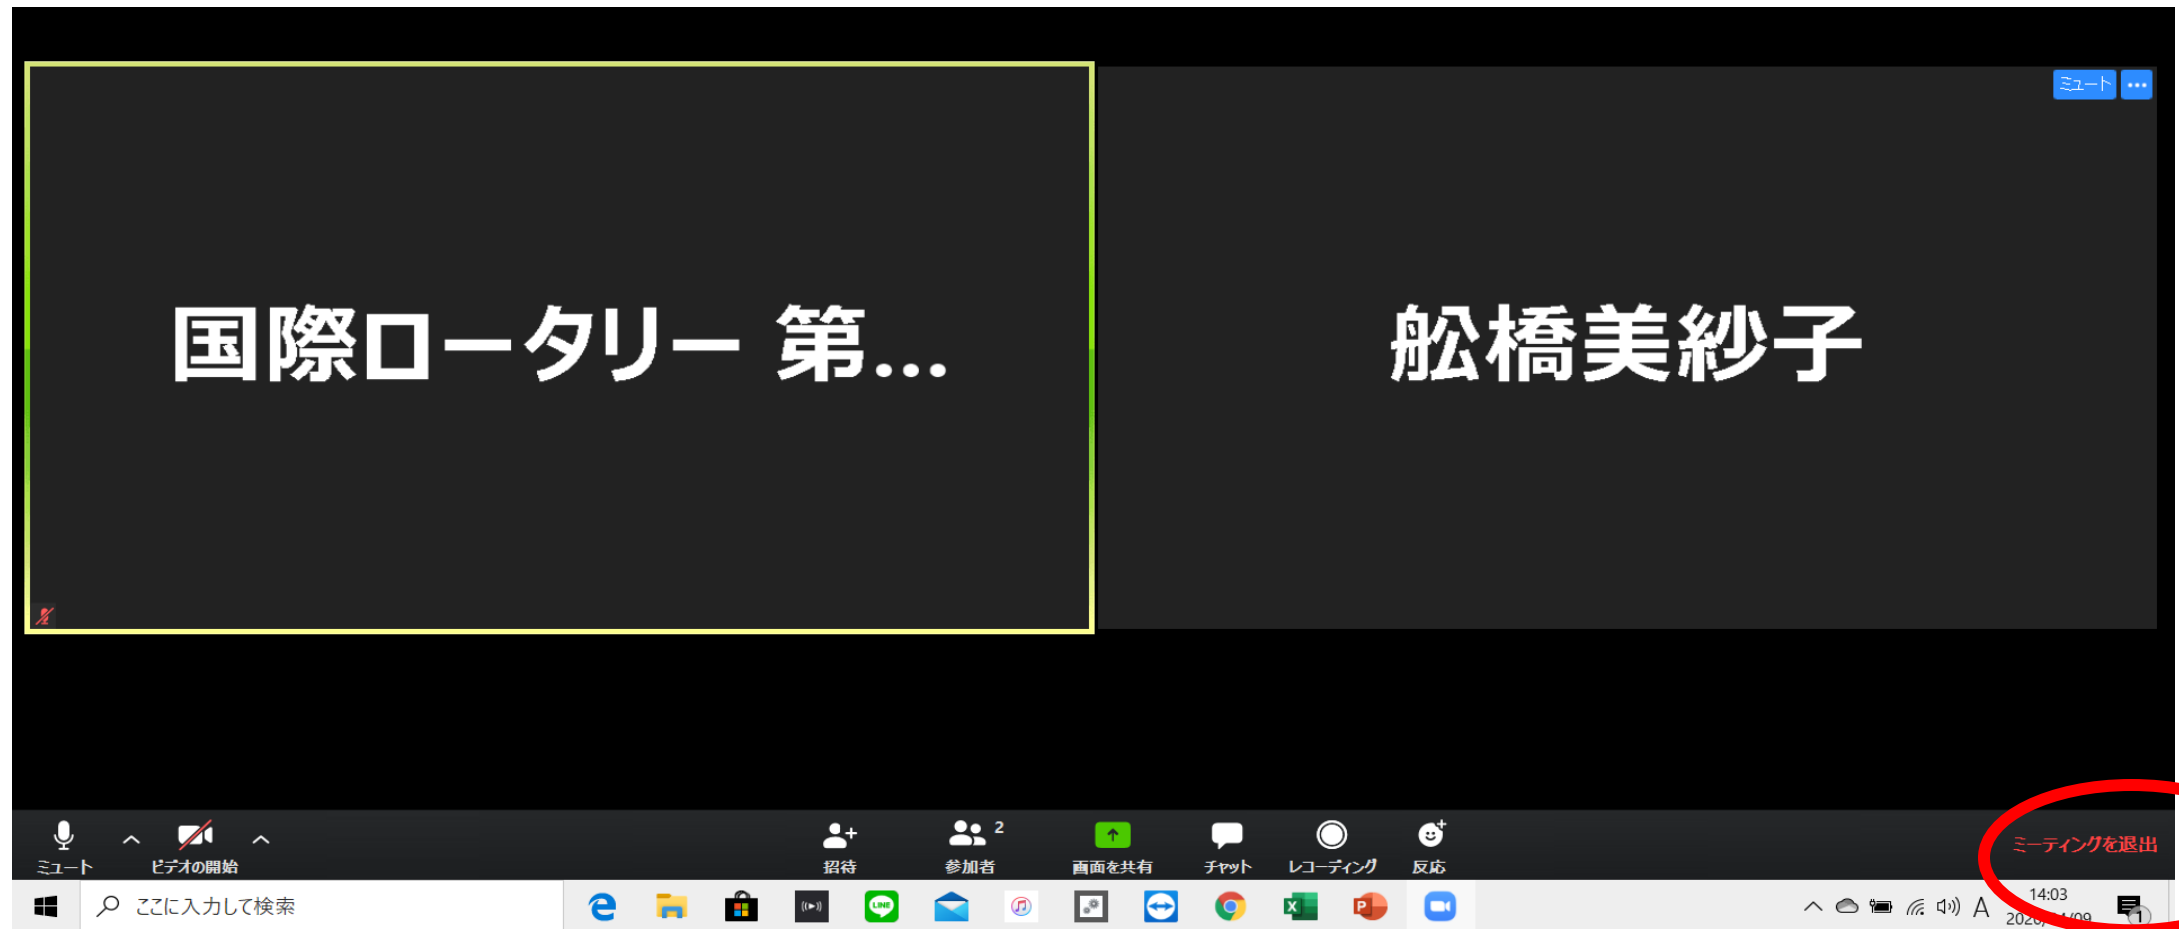 ミュート
国際ロータリー 第...
舩橋美紗子
2
ミュート
ビデオの開始
招待
参加者
画面を共有
チャット
レコーディング
反応
ミーティングを退出
ここに入力して検索
LINE
A
14:03
1